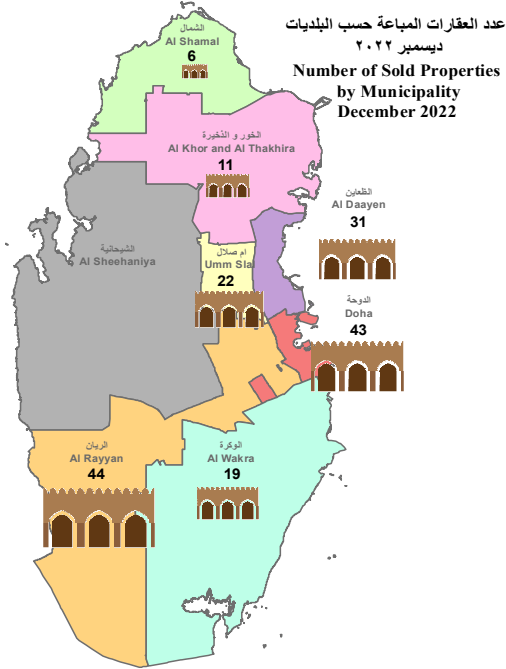 عدد العقارات المباعة حسب البلديات
ديسمبر ٢٠٢٢
Number of Sold Properties
by Municipality
December 2022
الشمال
Al Shamal
6
الخور و الذخيرة
Al Khor and Al Thakhira
11
الظعاين
Al Daayen
31
الشيحانية
Al Sheehaniya
ام صلال
Umm Slal
22
الدوحة
Doha
43
الريان
Al Rayyan
44
الوكرة
Al Wakra
19